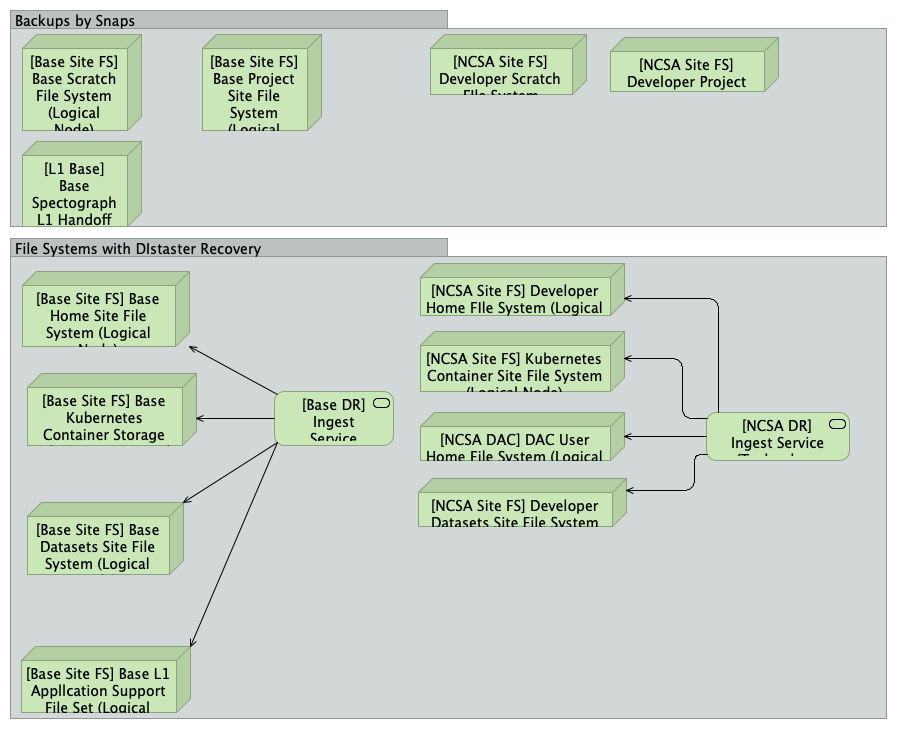 Backups by Snaps
[Base Site FS]
Base Scratch
FIle System
(Logical
Node)
[Base Site FS]
Base Project
Site File
System
(Logical
[NCSA Site FS]
Developer Scratch
FIle System
[NCSA Site FS]
Developer Project
[L1 Base]
Base
Spectograph
L1 Handoff
File Systems with DIstaster Recovery
[Base Site FS] Base
Home Site File
System (Logical
Node)
[Base Site FS] Base
Kubernetes
Container Storage
[Base Site FS] Base
Datasets Site File
System (Logical
[Base Site FS] Base L1
AppIIcation Support
File Set (Logical
[Base DR]
Ingest
Service
[NCSA Site FS] Developer
Home FIle System (Logical
[NCSA Site FS] Kubernetes
Container Site File System
(Logical Node)
[NCSA DAC] DAC User
Home File System (Logical
[NCSA Site FS] Developer
Datasets Site File System
[NCSA DR]
Ingest Service